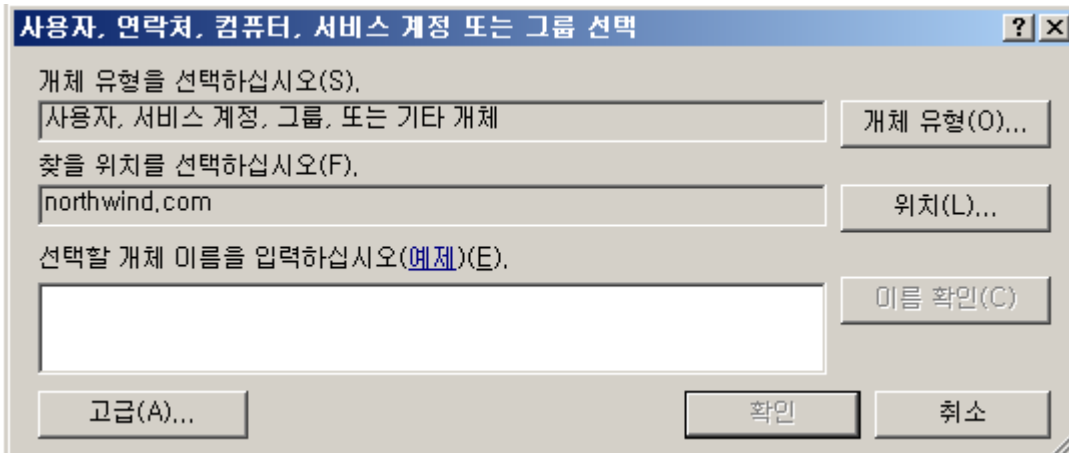 사용자, 연락처, 컴퓨터, 서비스 계정 또는 그룹 선택
개체 유형을 선택하십시오(S).
사용자, 서비스 계정, 그룹, 또는 기타 개체
개체 유형(O)...
찾을 위치를 선택하십시오(F).
northwind.com
위치(L)...
선택할 개체 이름을 입력하십시오(예제)(E).
이름 확인(C)
고급(A)...
확인
취소